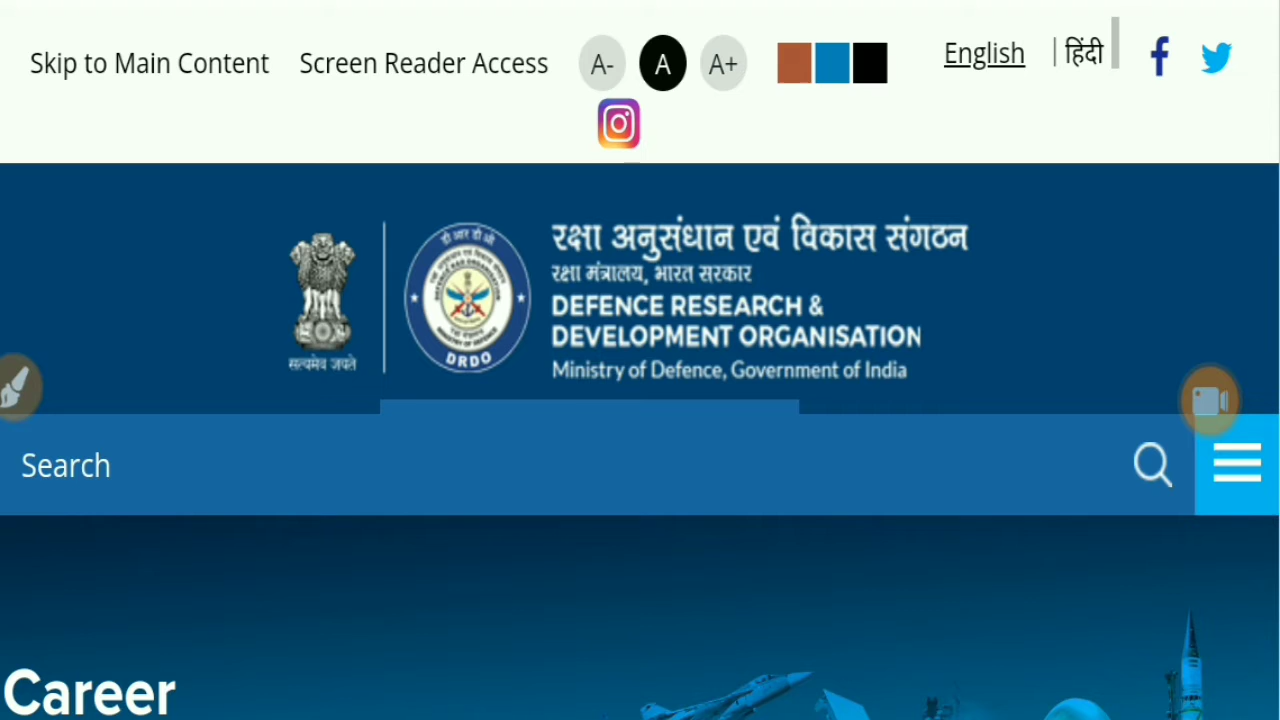 Skip to Main Content Screen Reader Access A- A A+ English | हिंदी
रक्षा अनुसंधान एवं विकास संगठन
रक्षा मंत्रालय, भारत सरकार
DEFENCE RESEARCH &
DEVELOPMENT ORGANISATION
Ministry of Defence, Government of India
सत्यमेव जयते
डी आर डी ओ
DRDO
Search
Career